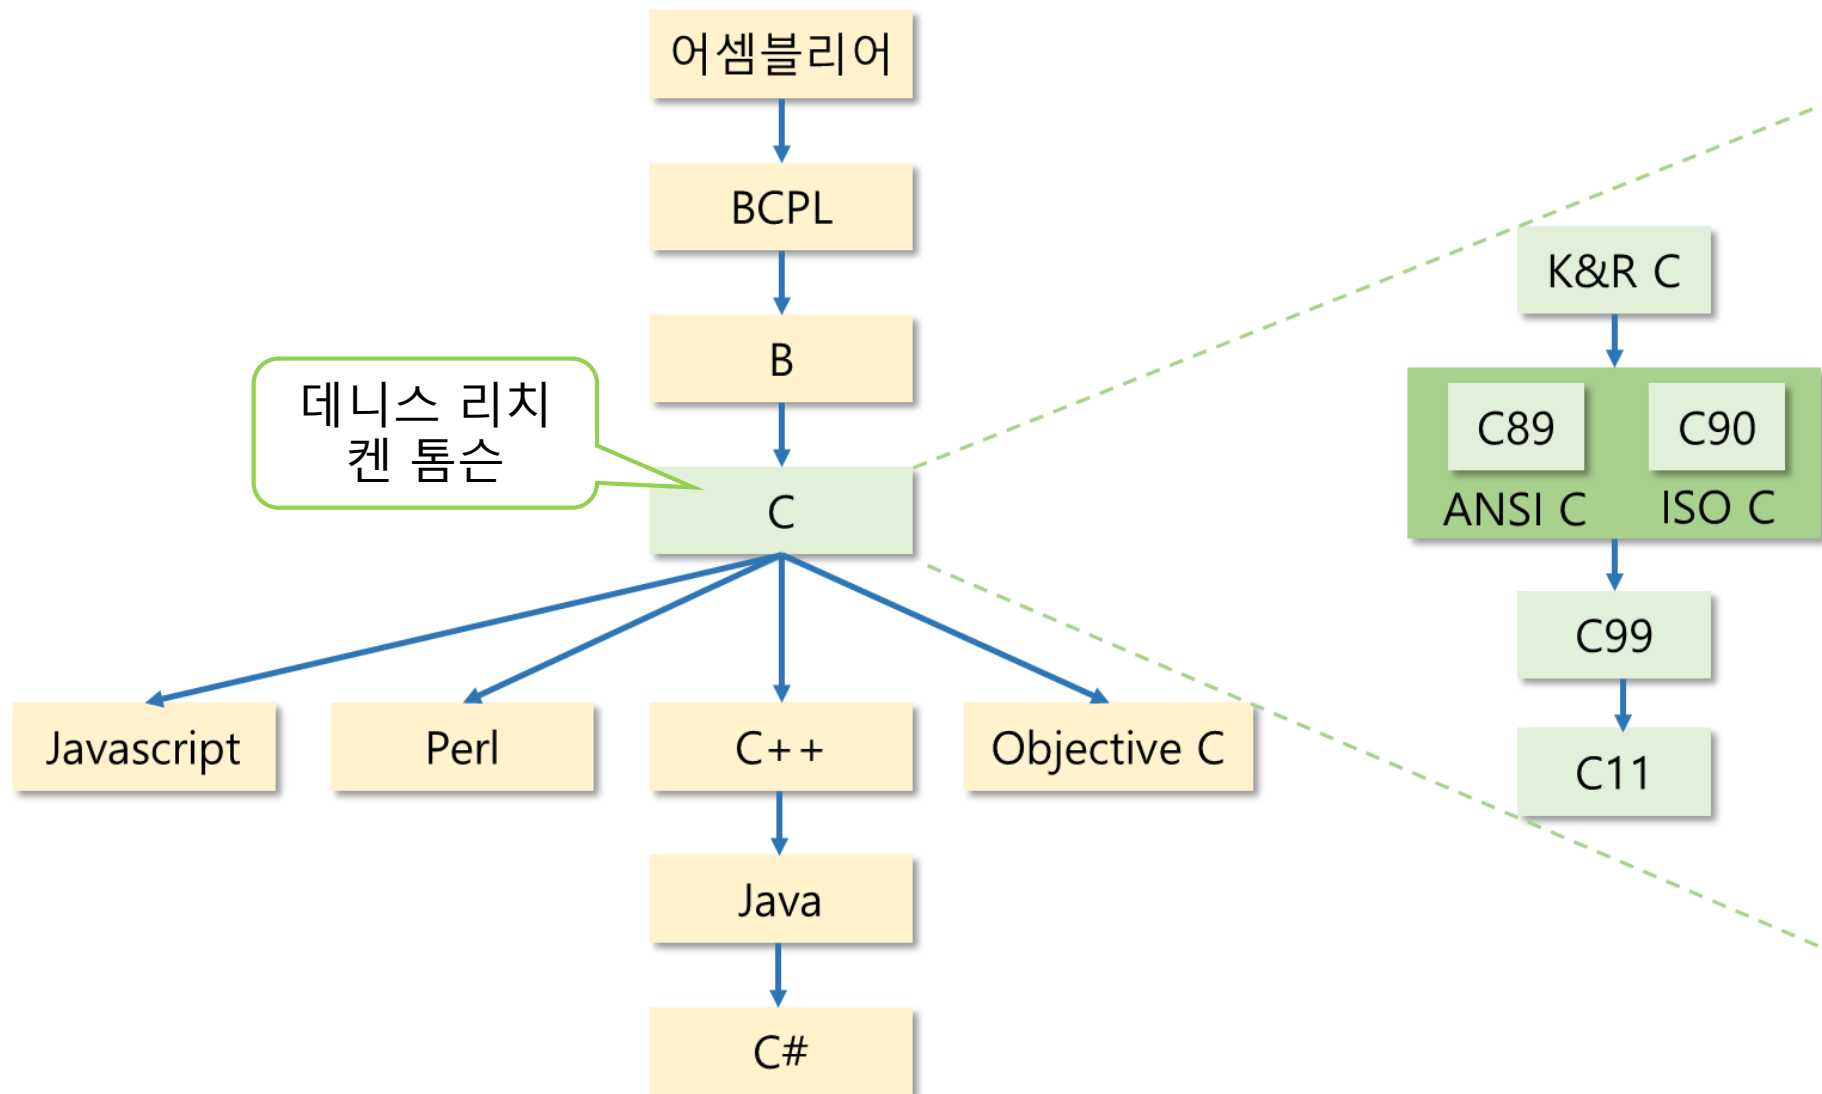 어셈블리어
BCPL
B
데니스 리치
켄 톰슨
C
Javascript
Perl
C++
Objective C
Java
C#
K&R C
C89
C90
ANSI C
ISO C
C99
C11